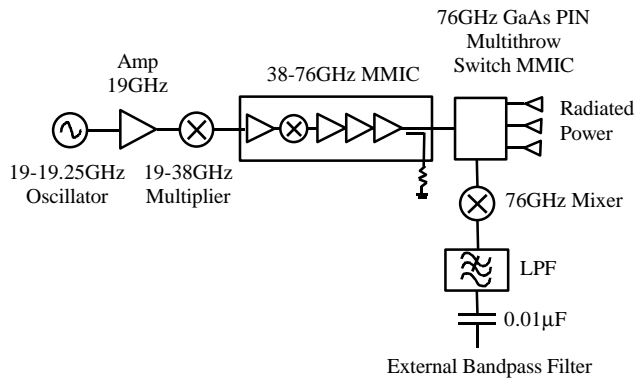 76GHz GaAs PIN
Multithrow
Switch MMIC
Amp
19GHz
38-76GHz MMIC
Radiated
Power
19-19.25GHz
Oscillator
19-38GHz
Multiplier
76GHz Mixer
LPF
0.01µF
External Bandpass Filter